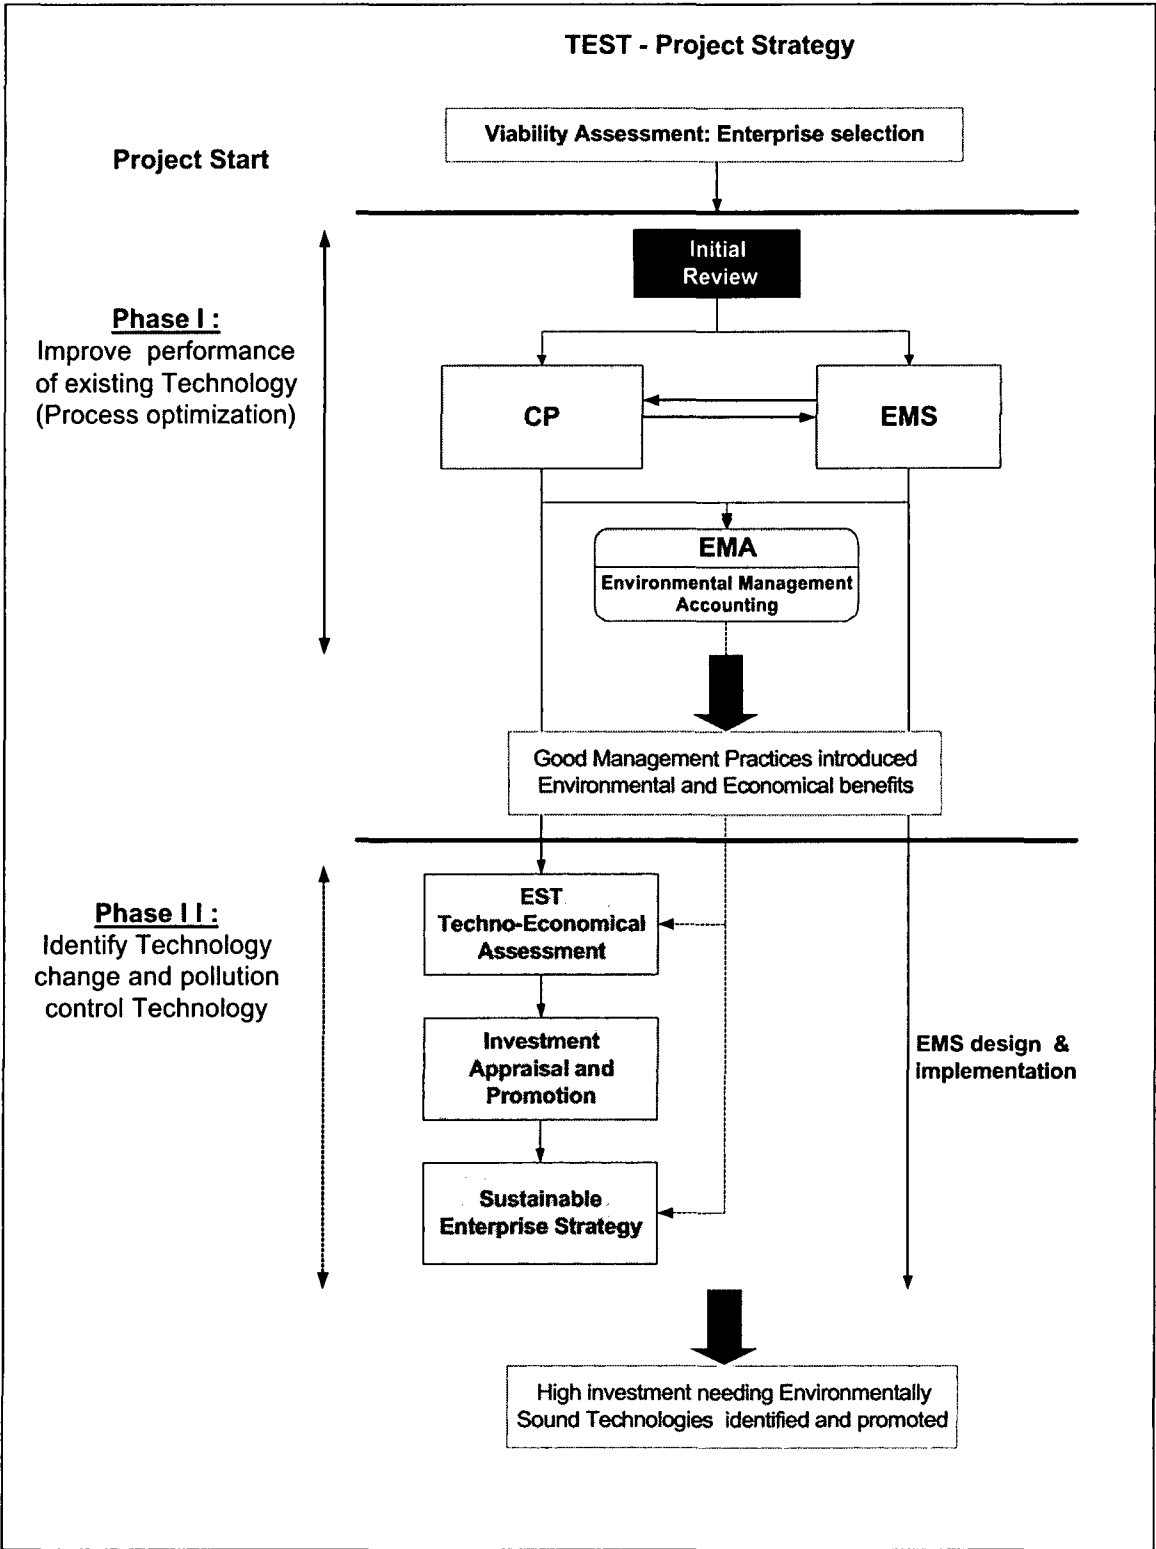 TEST - Project Strategy
Viability Assessment: Enterprise selection
Project Start
Initial
Review
Phase I :
Improve performance
of existing Technology
(Process optimization)
CP
EMS
EMA
Environmental Management
Accounting
Good Management Practices introduced
Environmental and Economical benefits
Phase I I :
Identify Technology
change and pollution
control Technology
EST
Techno-Economical
Assessment
Investment
Appraisal and
Promotion
EMS design &
implementation
Sustainable
Enterprise Strategy
High investment needing Environmentally
Sound Technologies identified and promoted